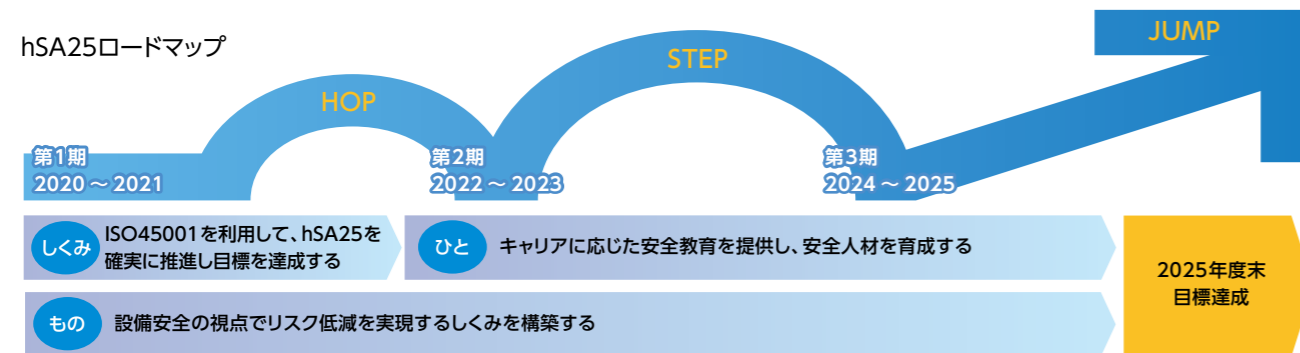 hSA25ロードマップ
HOP
STEP
JUMP
第1期
2020 ～ 2021
第2期
2022 ～ 2023
第3期
2024 ～ 2025
しくみ
ISO45001を利用して、hSA25を
確実に推進し目標を達成する
ひと
キャリアに応じた安全教育を提供し、安全人材を育成する
もの
設備安全の視点でリスク低減を実現するしくみを構築する
2025年度末
目標達成